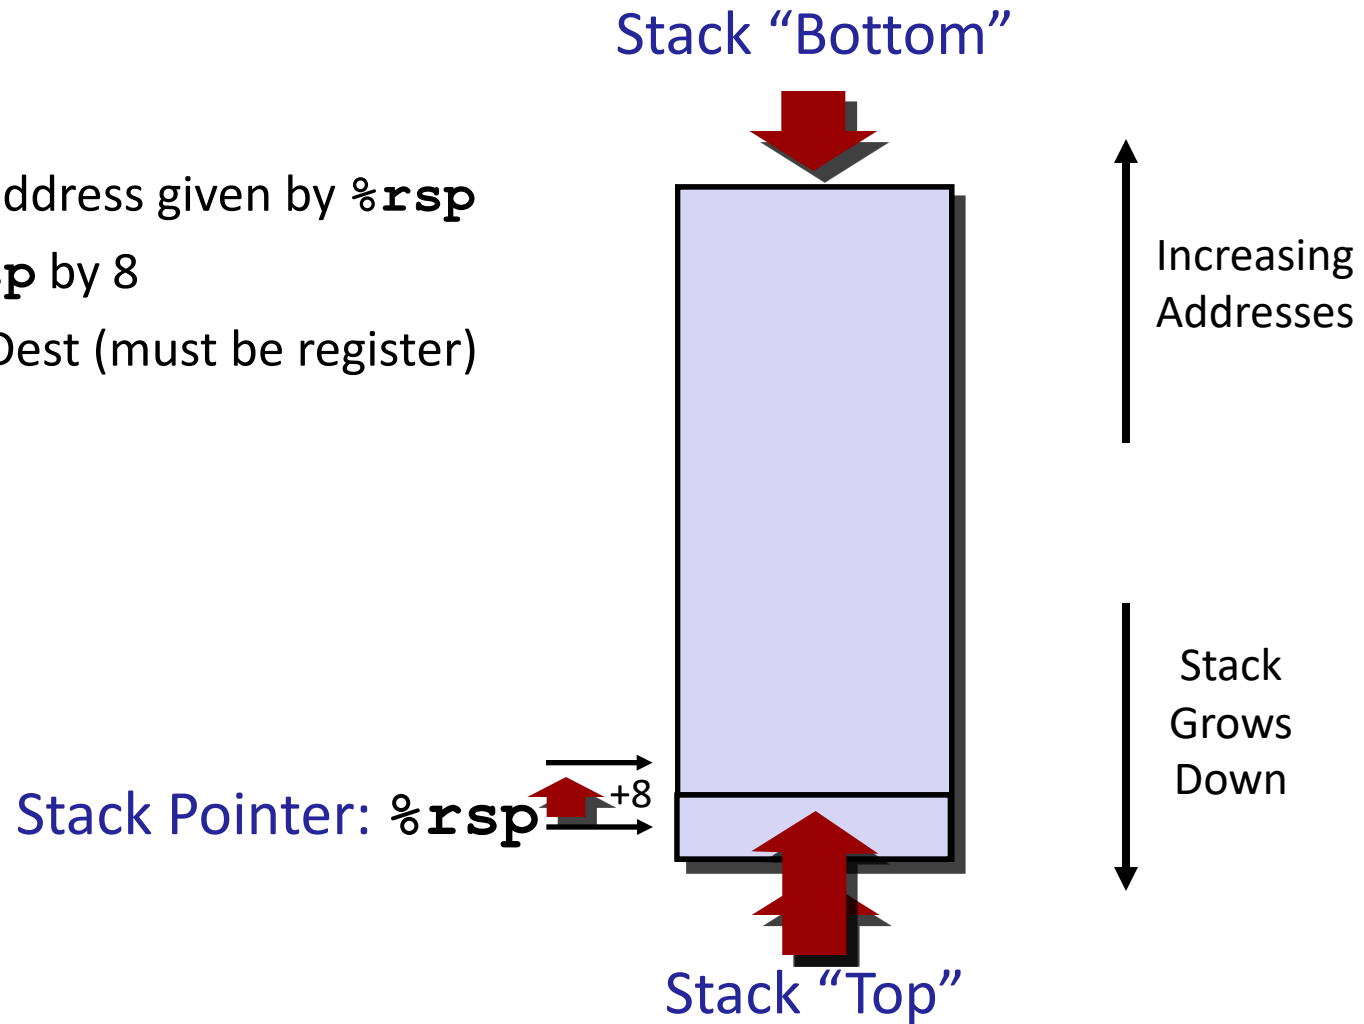 Stack “Bottom”
ddress given by %rsp
p by 8
Dest (must be register)
Increasing
Addresses
Stack
Grows
Down
+8
Stack Pointer: %rsp
Stack “Top”